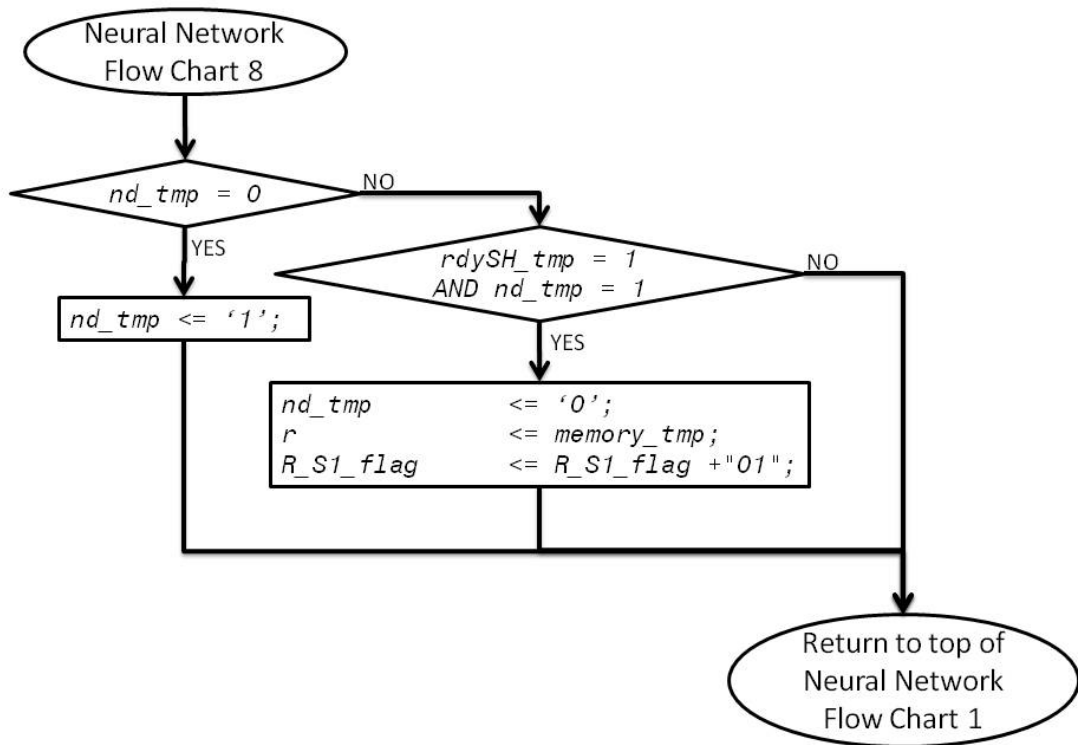 Neural Network
Flow Chart 8
nd_tmp = 0
NO
YES
rdySH_tmp = 1
AND nd_tmp = 1
NO
nd_tmp <= ‘1’;
YES
nd_tmp <= ‘0’;
r <= memory_tmp;
R_S1_flag <= R_S1_flag +"01";
Return to top of
Neural Network
Flow Chart 1